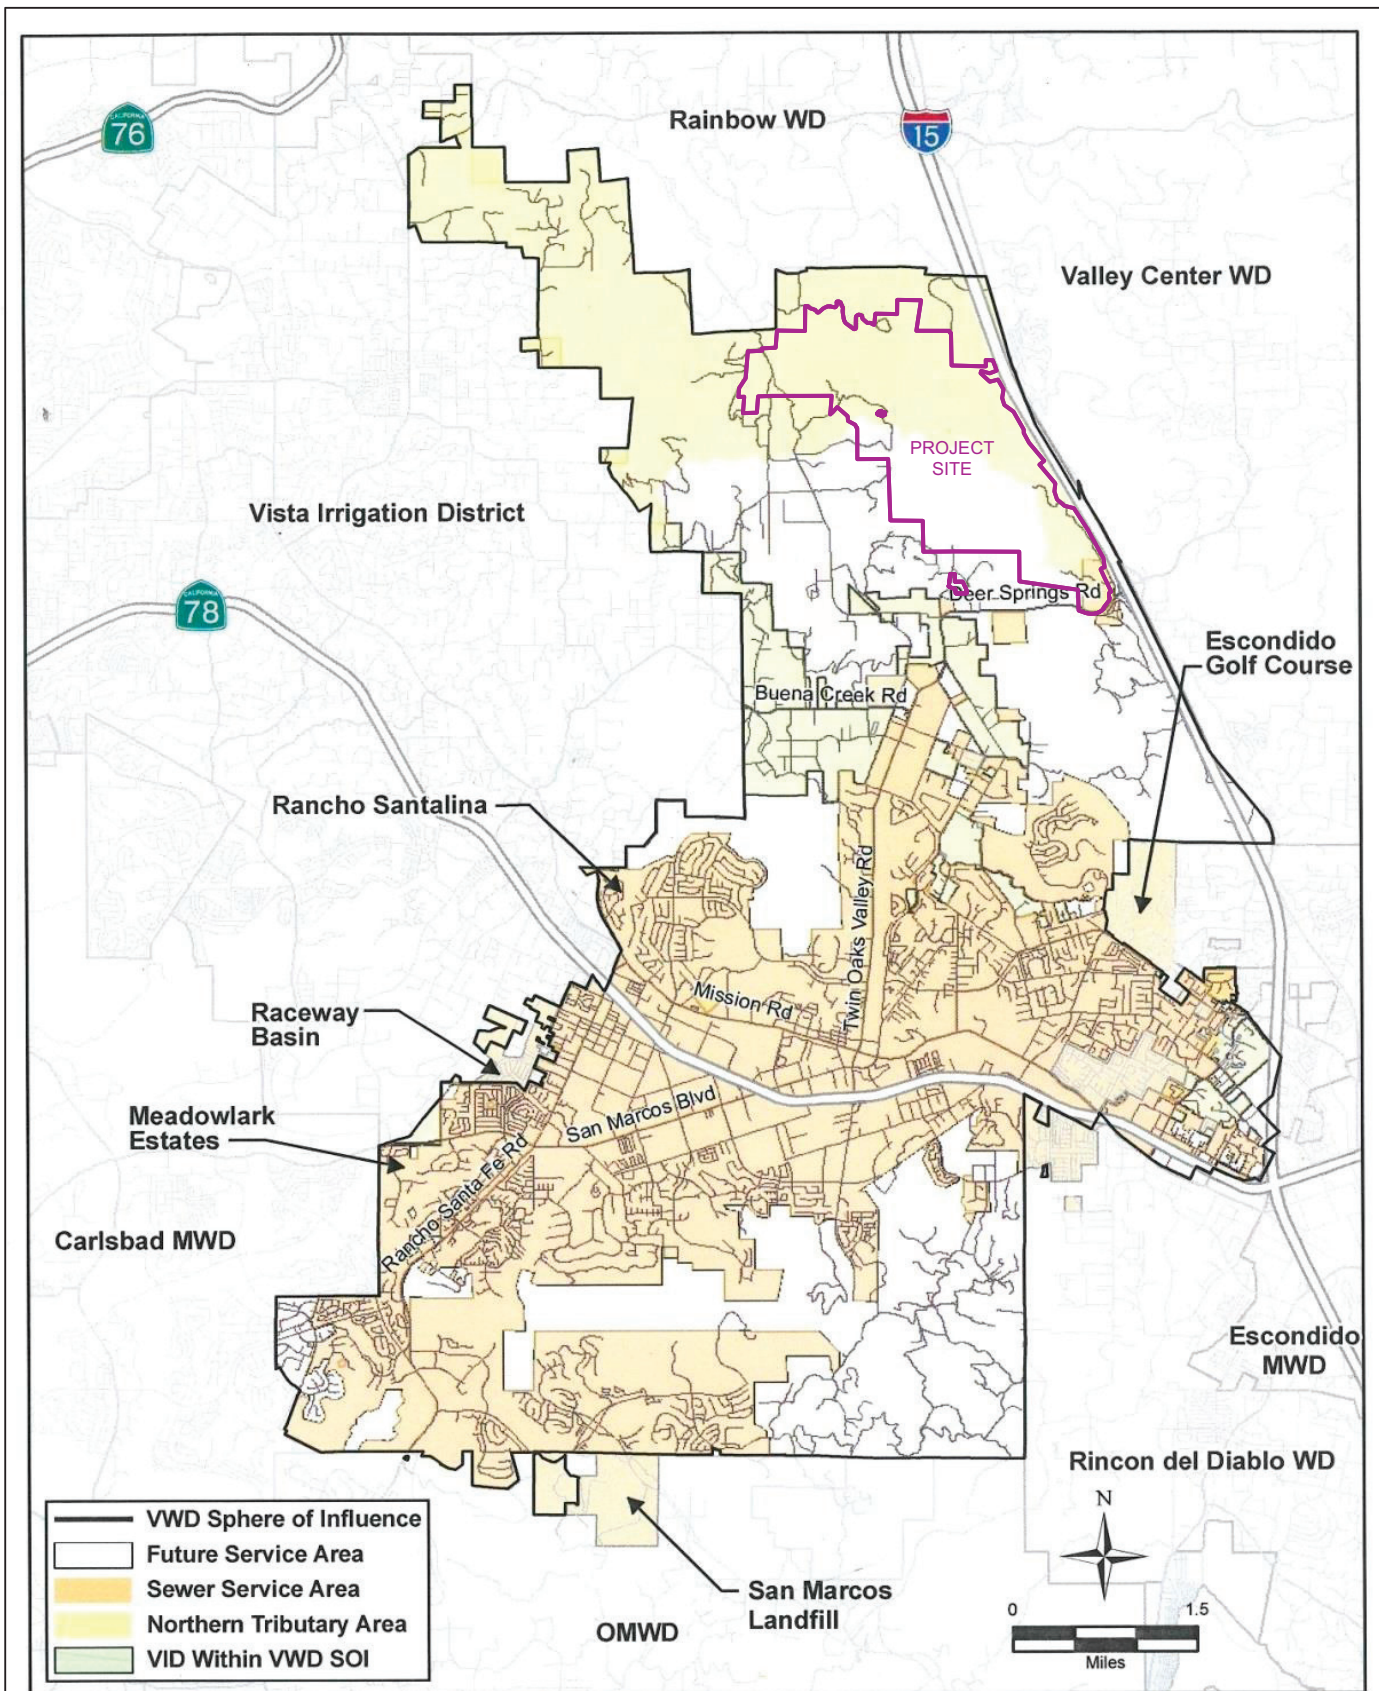 CALIFORNIA
76
Rainbow WD
15
Valley Center WD
PROJECT
SITE
Vista Irrigation District
CALIFORNIA
78
Deer Springs Rd
Escondido
Golf Course
Buena Creek Rd
Rancho Santalina
Twin Oaks Valley Rd
Mission Rd
Raceway
Basin
San Marcos Blvd
Meadowlark
Estates
Rancho Santa Fe Rd
Carlsbad MWD
Escondido
MWD
Rincon del Diablo WD
N
VWD Sphere of Influence
Future Service Area
Sewer Service Area
Northern Tributary Area
VID Within VWD SOI
San Marcos
Landfill
OMWD
0 1.5
Miles